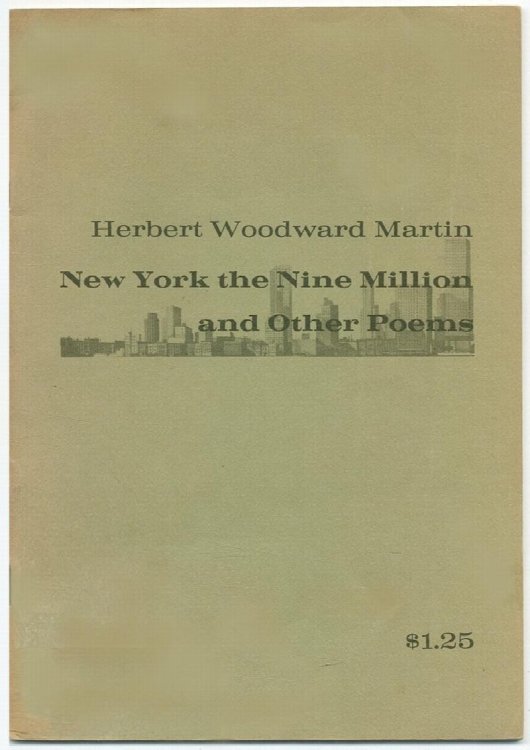 Herbert Woodward Martin
New York the Nine Million
and Other Poems
$1.25